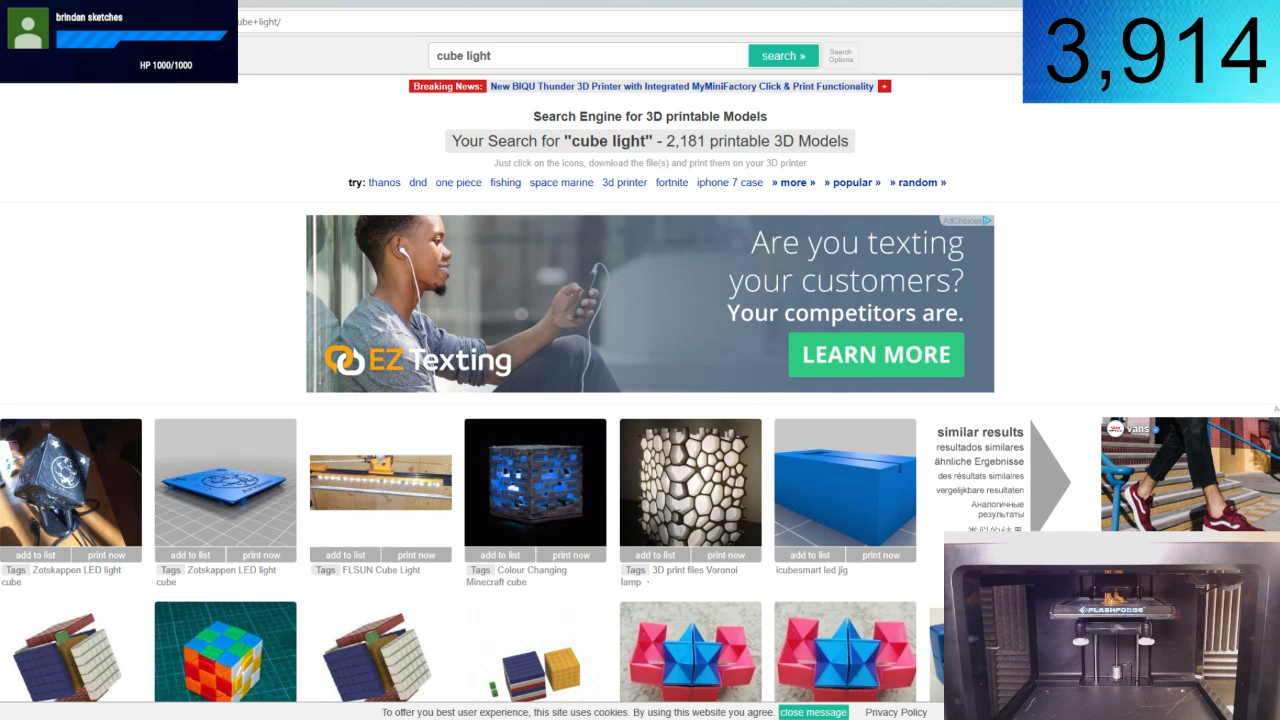 brindan sketches
HP 1000/1000
ube+light/
cube light
search »
Search
Options
3,914
Breaking News: New BIQU Thunder 3D Printer with Integrated MyMiniFactory Click & Print Functionality +
Search Engine for 3D printable Models
Your Search for "cube light" - 2,181 printable 3D Models
Just click on the icons, download the file(s) and print them on your 3D printer
try: thanos dnd one piece fishing space marine 3d printer fortnite iphone 7 case » more » » popular » » random »
AdChoices
Are you texting
your customers?
Your competitors are.
EZ Texting
LEARN MORE
similar results
resultados similares
ähnliche Ergebnisse
des résultats similaires
vergelijkbare resultaten
Аналогичные
результаты
vans
add to list print now
add to list print now
add to list print now
add to list print now
add to list print now
add to list print now
Tags Zotskappen LED light
cube
Tags Zotskappen LED light
cube
Tags FLSUN Cube Light
Tags Colour Changing
Minecraft cube
Tags 3D print files Voronoi
lamp
icubesmart led jig
FLASHFORGE
To offer you best user experience, this site uses cookies. By using this website you agree. close message Privacy Policy